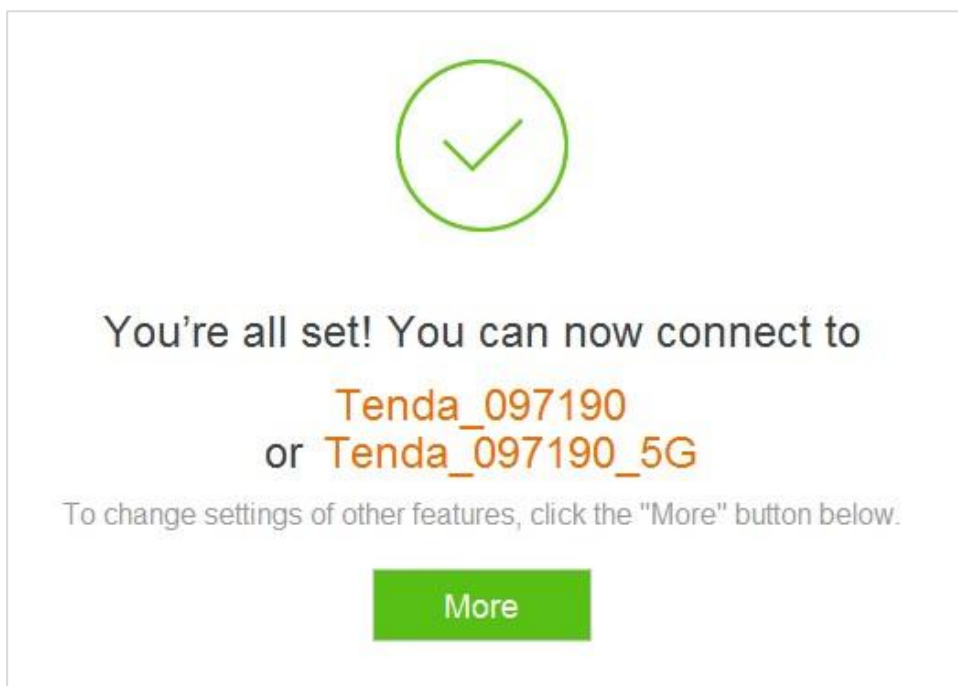 You’re all set! You can now connect to
Tenda_097190
or Tenda_097190_5G
To change settings of other features, click the "More" button below.
More